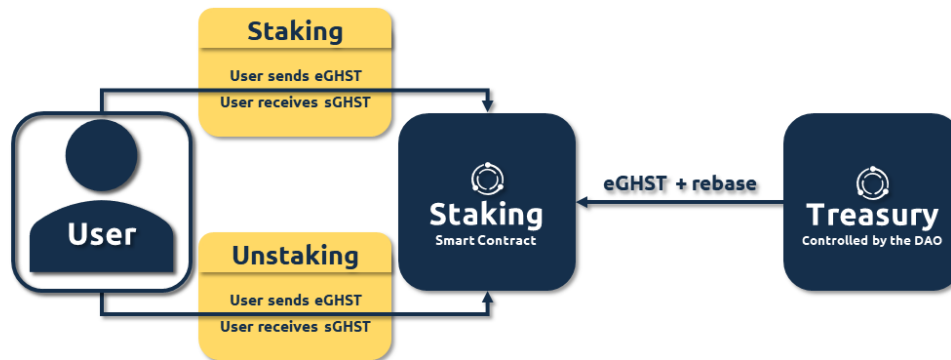 Staking
User sends eGHST
User receives sGHST
User
Staking
Smart Contract
eGHST + rebase
Treasury
Controlled by the DAO
Unstaking
User sends eGHST
User receives sGHST